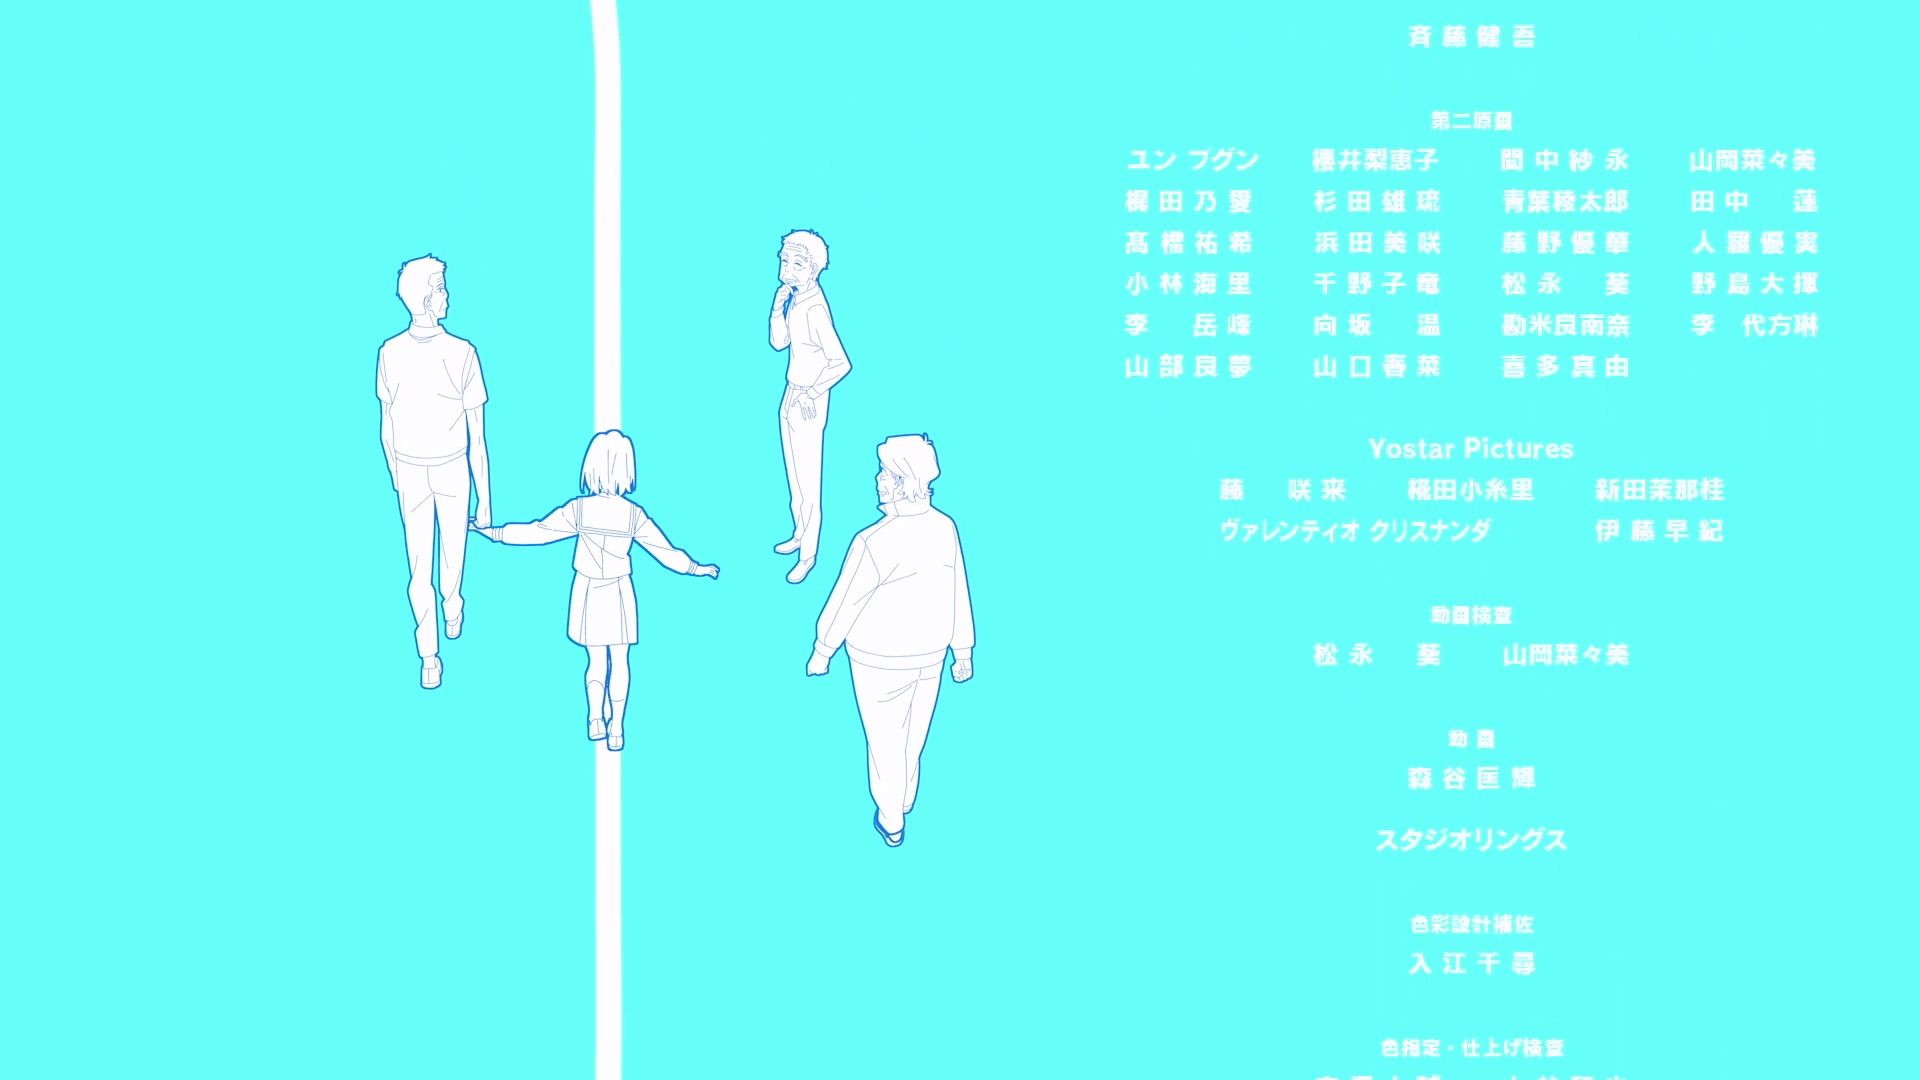 斉藤健吾
第二原画
ユン ブグン 櫻井梨恵子 間中紗永 山岡菜々美
梶田乃愛 杉田雄琉 青葉稜太郎 田中 蓮
髙橋祐希 浜田美咲 藤野優華 人羅優実
小林海里 千野子竜 松永 葵 野島大揮
李 岳峰 向坂 温 勘米良南奈 李 代方琳
山部良夢 山口春菜 喜多真由
Yostar Pictures
藤 咲来 糀田小糸里 新田茉那桂
ヴァレンティオ クリスナンダ 伊藤早紀
動画検査
松永 葵 山岡菜々美
動画
森谷匡輝
スタジオリングス
色彩設計補佐
入江千尋
色指定・仕上げ検査